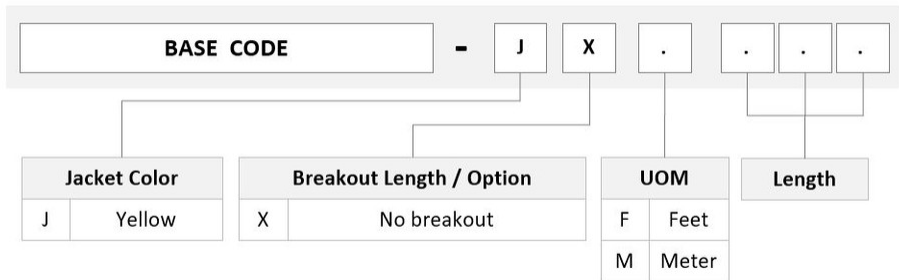 BASE CODE - J X . . . .
Jacket Color
J Yellow
Breakout Length / Option
X No breakout
UOM
F Feet
M Meter
Length